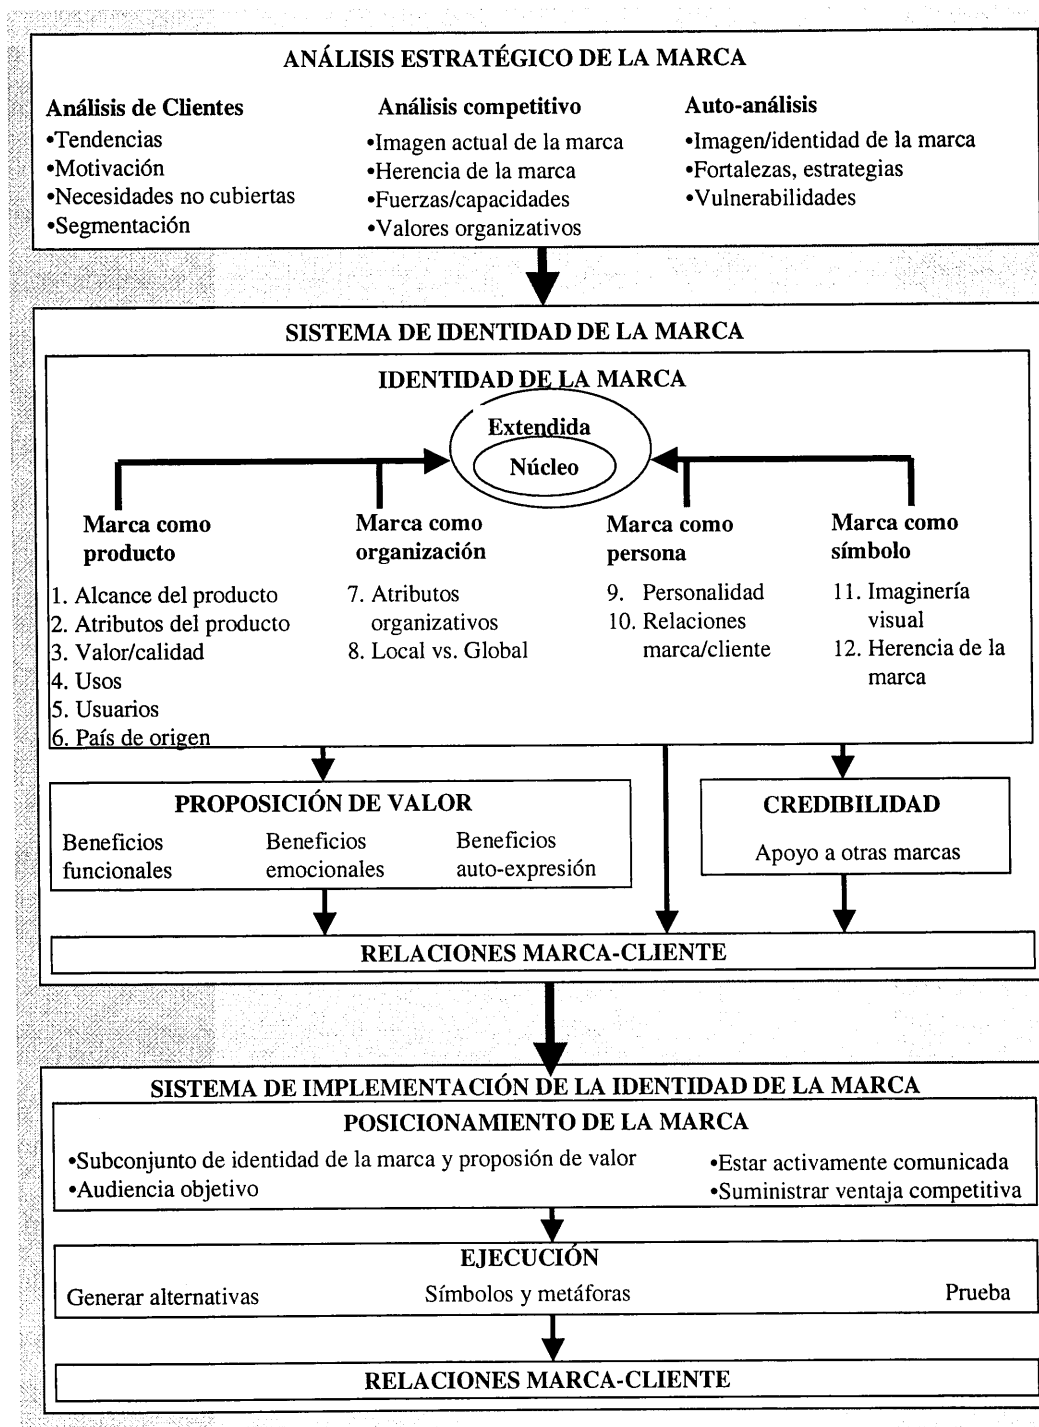 ANÁLISIS ESTRATÉGICO DE LA MARCA
Análisis de Clientes
•Tendencias
•Motivación
•Necesidades no cubiertas
•Segmentación
Análisis competitivo
•Imagen actual de la marca
•Herencia de la marca
•Fuerzas/capacidades
•Valores organizativos
Auto-análisis
•Imagen/identidad de la marca
•Fortalezas, estrategias
•Vulnerabilidades
SISTEMA DE IDENTIDAD DE LA MARCA
IDENTIDAD DE LA MARCA
Extendida
Núcleo
Marca como
producto
1. Alcance del producto
2. Atributos del producto
3. Valor/calidad
4. Usos
5. Usuarios
6. País de origen
Marca como
organización
7. Atributos
organizativos
8. Local vs. Global
Marca como
persona
9. Personalidad
10. Relaciones
marca/cliente
Marca como
símbolo
11. Imaginería
visual
12. Herencia de la
marca
PROPOSICIÓN DE VALOR
Beneficios
funcionales
Beneficios
emocionales
Beneficios
auto-expresión
CREDIBILIDAD
Apoyo a otras marcas
RELACIONES MARCA-CLIENTE
SISTEMA DE IMPLEMENTACIÓN DE LA IDENTIDAD DE LA MARCA
POSICIONAMIENTO DE LA MARCA
•Subconjunto de identidad de la marca y proposión de valor
•Audiencia objetivo
•Estar activamente comunicada
•Suministrar ventaja competitiva
EJECUCIÓN
Generar alternativas
Símbolos y metáforas
Prueba
RELACIONES MARCA-CLIENTE